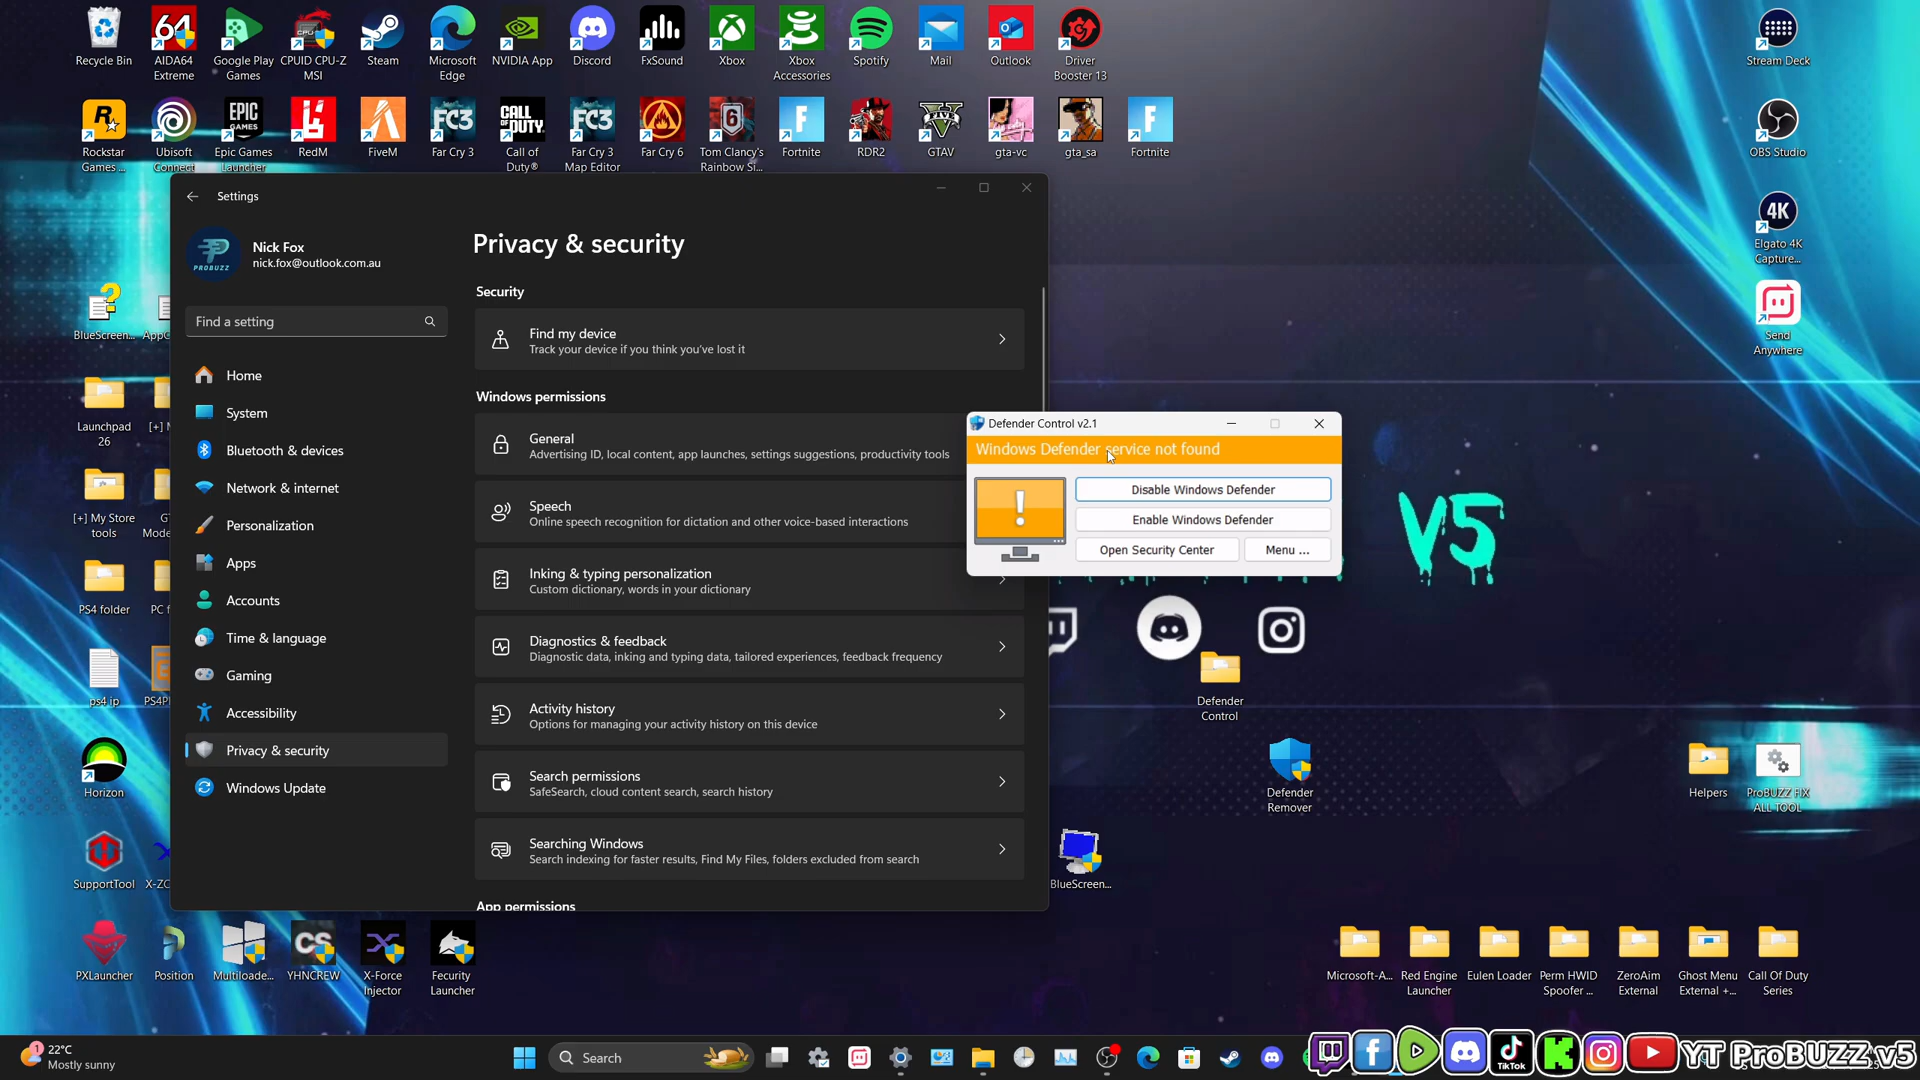 Recycle Bin
AIDA64
Extreme
Google Play
Games
CPUID CPU-Z
MSI
Steam
Microsoft
Edge
NVIDIA App
Discord
FxSound
Xbox
Xbox
Accessories
Spotify
Mail
Outlook
Driver
Booster 13
Stream Deck
Rockstar
Games ...
Ubisoft
Connect
Epic Games
Launcher
RedM
FiveM
Far Cry 3
Call of
Duty®
Far Cry 3
Map Editor
Far Cry 6
Tom Clancy's
Rainbow Si...
Fortnite
RDR2
GTAV
gta-vc
gta_sa
Fortnite
OBS Studio
Elgato 4K
Capture...
Send
Anywhere
Settings
Nick Fox
nick.fox@outlook.com.au
PROBUZZ
Find a setting
Home
System
Bluetooth & devices
Network & internet
Personalization
Apps
Accounts
Time & language
Gaming
Accessibility
Privacy & security
Windows Update
Privacy & security
Security
Find my device
Track your device if you think you've lost it
Windows permissions
General
Advertising ID, local content, app launches, settings suggestions, productivity tools
Speech
Online speech recognition for dictation and other voice-based interactions
Inking & typing personalization
Custom dictionary, words in your dictionary
Diagnostics & feedback
Diagnostic data, inking and typing data, tailored experiences, feedback frequency
Activity history
Options for managing your activity history on this device
Search permissions
SafeSearch, cloud content search, search history
Searching Windows
Search indexing for faster results, Find My Files, folders excluded from search
App permissions
Defender Control v2.1
Windows Defender service not found
Disable Windows Defender
Enable Windows Defender
Open Security Center
Menu ...
V5
BlueScreen...
Launchpad
26
[+] My Store
tools
PS4 folder
ps4 ip
Horizon
SupportTool
Defender
Control
Defender
Remover
BlueScreen...
Helpers
ProBUZZ FIX
ALL TOOL
PXLauncher
Position
Multiloade...
YHNCREW
X-Force
Injector
Fecurity
Launcher
Microsoft-A...
Red Engine
Launcher
Eulen Loader
Perm HWID
Spoofer ...
ZeroAim
External
Ghost Menu
External +...
Call Of Duty
Series
22°C
Mostly sunny
Search
TikTok
YT ProBUZZ v5